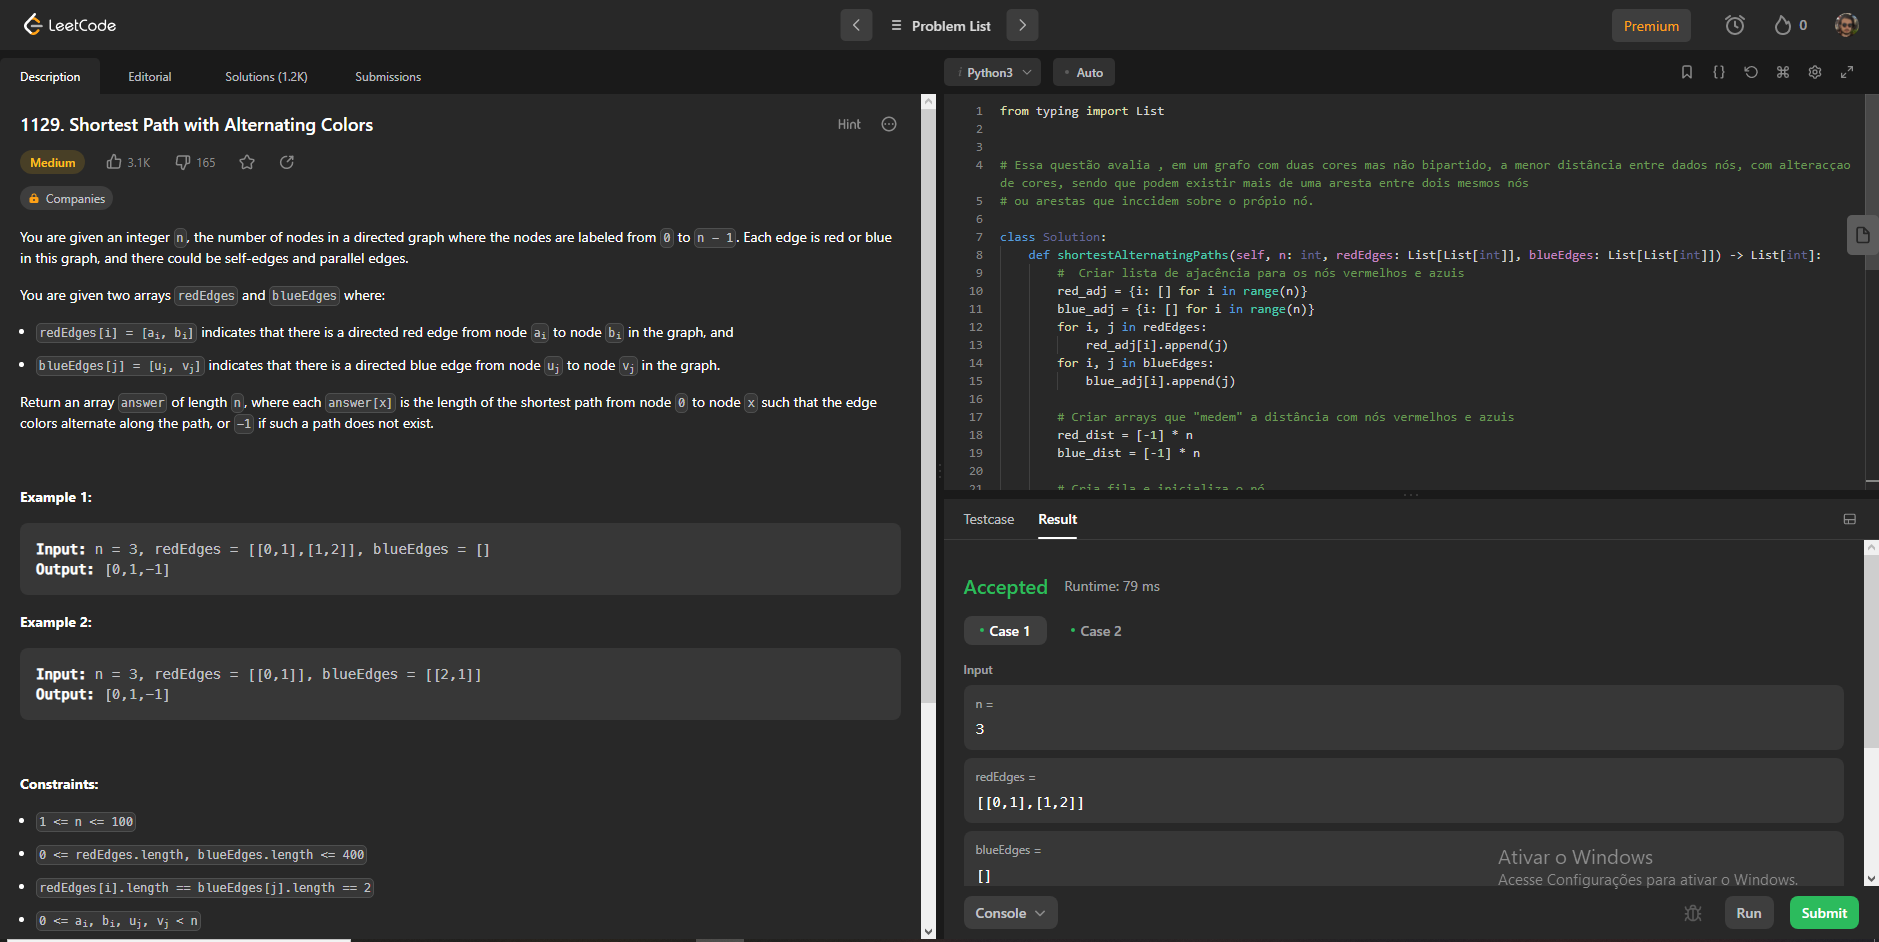 LeetCode
Problem List
Premium
0
Description
Editorial
Solutions (1.2K)
Submissions
1129. Shortest Path with Alternating Colors
Hint
Medium
3.1K
165
Companies
You are given an integer n, the number of nodes in a directed graph where the nodes are labeled from 0 to n - 1. Each edge is red or blue
in this graph, and there could be self-edges and parallel edges.
You are given two arrays redEdges and blueEdges where:
• redEdges[i] = [ai, bi] indicates that there is a directed red edge from node ai to node bi in the graph, and
• blueEdges[j] = [uj, vj] indicates that there is a directed blue edge from node uj to node vj in the graph.
Return an array answer of length n, where each answer[x] is the length of the shortest path from node 0 to node x such that the edge
colors alternate along the path, or -1 if such a path does not exist.
Example 1:
Input: n = 3, redEdges = [[0,1],[1,2]], blueEdges = []
Output: [0,1,-1]
Example 2:
Input: n = 3, redEdges = [[0,1]], blueEdges = [[2,1]]
Output: [0,1,-1]
Constraints:
• 1 <= n <= 100
• 0 <= redEdges.length, blueEdges.length <= 400
• redEdges[i].length == blueEdges[j].length == 2
• 0 <= ai, bi, uj, vj < n
i Python3
• Auto
1 from typing import List
2
3
4 # Essa questão avalia , em um grafo com duas cores mas não bipartido, a menor distância entre dados nós, com alteracçao
de cores, sendo que podem existir mais de uma aresta entre dois mesmos nós
5 # ou arestas que inccidem sobre o própio nó.
6
7 class Solution:
8 def shortestAlternatingPaths(self, n: int, redEdges: List[List[int]], blueEdges: List[List[int]]) -> List[int]:
9 #  Criar lista de ajacência para os nós vermelhos e azuis
10 red_adj = {i: [] for i in range(n)}
11 blue_adj = {i: [] for i in range(n)}
12 for i, j in redEdges:
13 red_adj[i].append(j)
14 for i, j in blueEdges:
15 blue_adj[i].append(j)
16
17 # Criar arrays que "medem" a distância com nós vermelhos e azuis
18 red_dist = [-1] * n
19 blue_dist = [-1] * n
20
21 # Cria fila e inicializa o nó
Testcase
Result
Accepted
Runtime: 79 ms
• Case 1
• Case 2
Input
n =
3
redEdges =
[[0,1],[1,2]]
blueEdges =
[]
Ativar o Windows
Acesse Configurações para ativar o Windows.
Console
Run
Submit